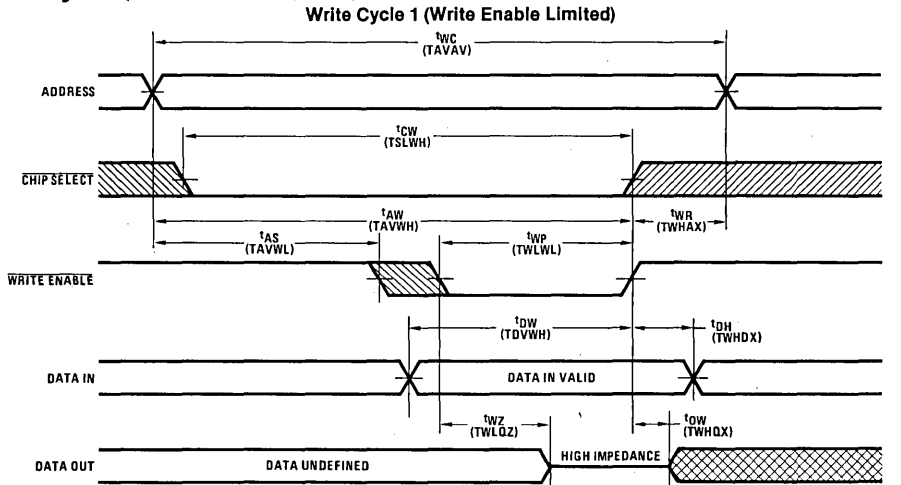 Write Cycle 1 (Write Enable Limited)
tWC
(TAVAV)
ADDRESS
tCW
(TSLWH)
CHIP SELECT
tAW
(TAVWH)
tWR
(TWHAX)
tAS
(TAVWL)
tWP
(TWLWL)
WRITE ENABLE
tDW
(TDVWH)
tDH
(TWHDX)
DATA IN
DATA IN VALID
tWZ
(TWLQZ)
tOW
(TWHQX)
DATA OUT
DATA UNDEFINED
HIGH IMPEDANCE